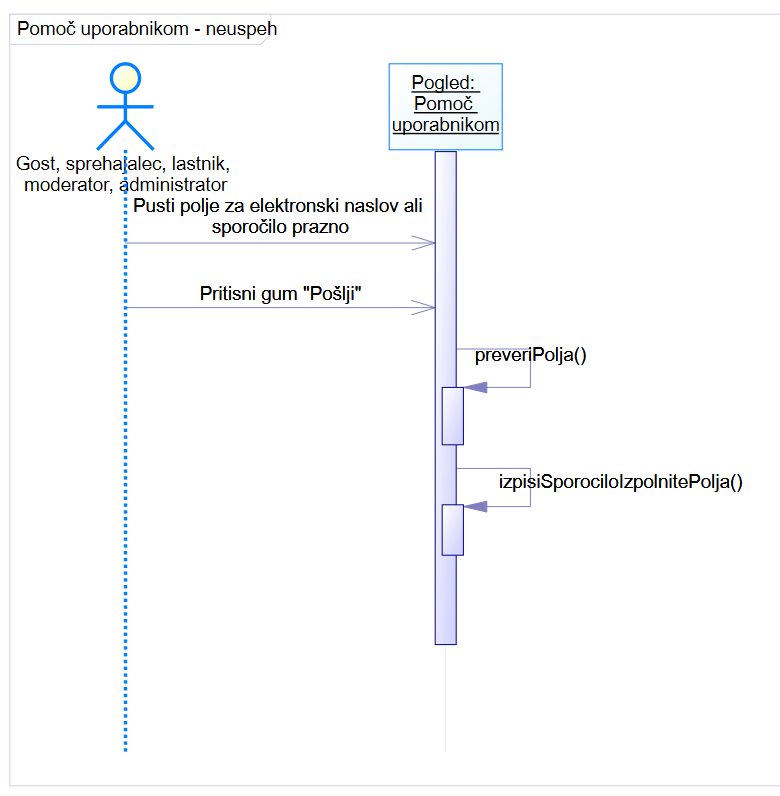 Pomoč uporabnikom - neuspeh
Pogled:
Pomoč
uporabnikom
Gost, sprehajalec, lastnik,
moderator, administrator
Pusti polje za elektronski naslov ali
sporočilo prazno
Pritisni gum "Pošlji"
preveriPolja()
izpisiSporociloIzpolnitePolja()